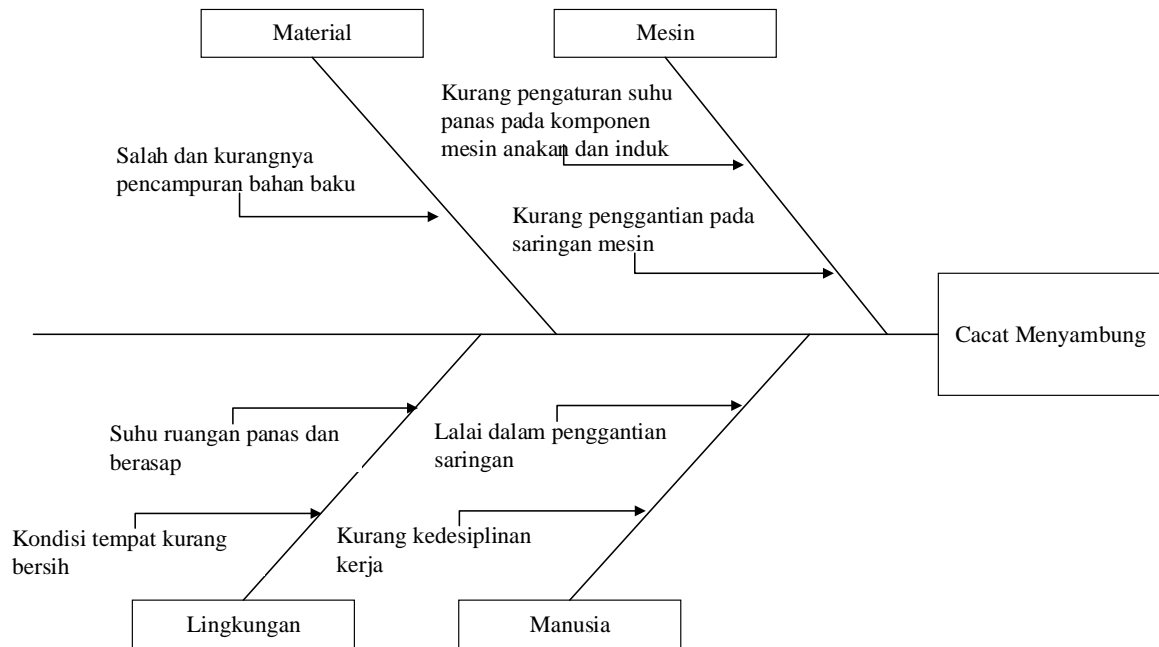 Material
Mesin
Kurang pengaturan suhu
panas pada komponen
mesin anakan dan induk
Salah dan kurangnya
pencampuran bahan baku
Kurang penggantian pada
saringan mesin
Cacat Menyambung
Suhu ruangan panas dan
berasap
Lalai dalam penggantian
saringan
Kondisi tempat kurang
bersih
Kurang kedesiplinan
kerja
Lingkungan
Manusia